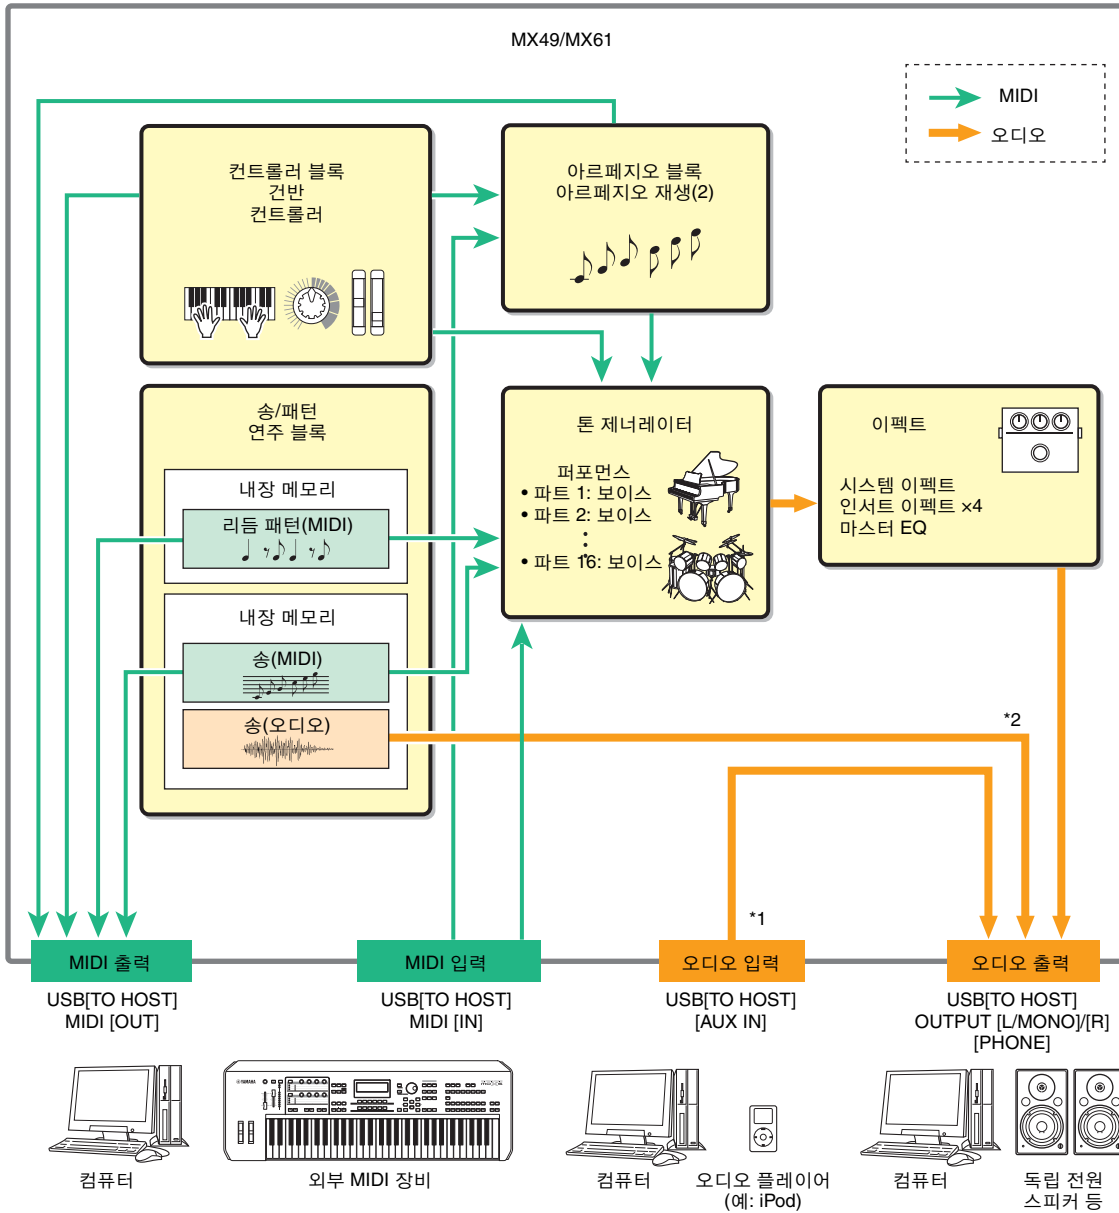 MX49/MX61
MIDI
오디오
컨트롤러 블록
건반
컨트롤러
아르페지오 블록
아르페지오 재생(2)
송/패턴
연주 블록
내장 메모리
리듬 패턴(MIDI)
내장 메모리
송(MIDI)
송(오디오)
톤 제너레이터
퍼포먼스
• 파트 1: 보이스
• 파트 2: 보이스
• 파트 16: 보이스
이펙트
시스템 이펙트
인서트 이펙트 ×4
마스터 EQ
*2
*1
MIDI 출력
USB[TO HOST]
MIDI [OUT]
MIDI 입력
USB[TO HOST]
MIDI [IN]
오디오 입력
USB[TO HOST]
[AUX IN]
오디오 출력
USB[TO HOST]
OUTPUT [L/MONO]/[R]
[PHONE]
YAMAHA
컴퓨터
외부 MIDI 장비
컴퓨터
오디오 플레이어
(예: iPod)
컴퓨터
독립 전원
스피커 등